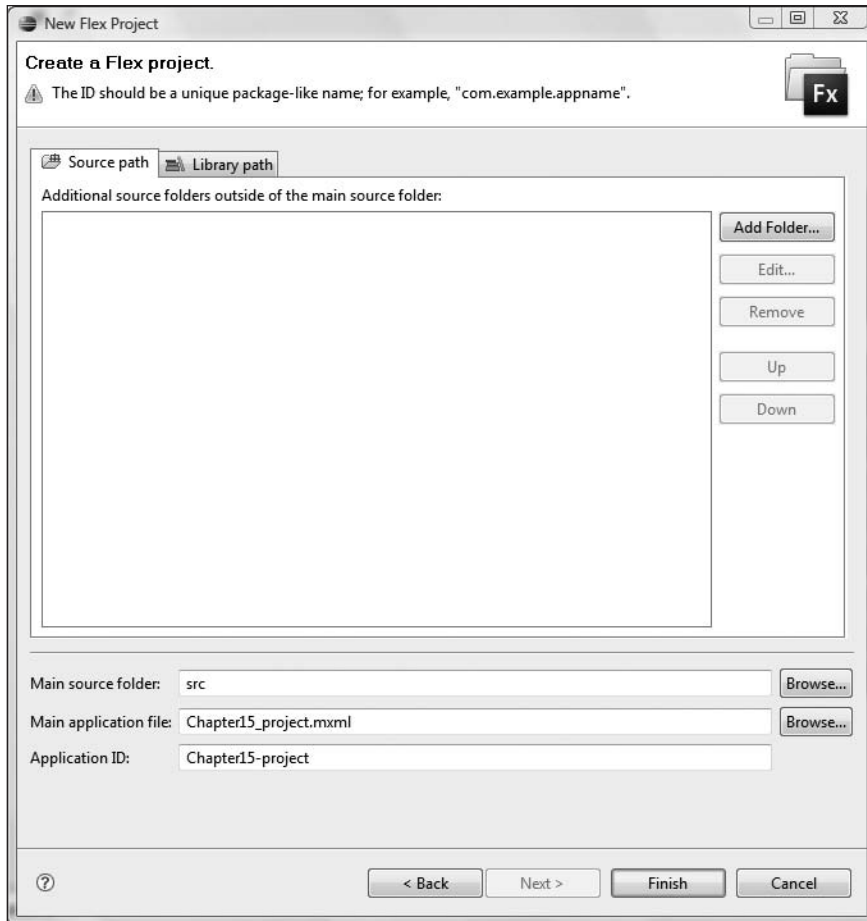 New Flex Project
Create a Flex project.
The ID should be a unique package-like name; for example, "com.example.appname".
Fx
Source path
Library path
Additional source folders outside of the main source folder:
Add Folder...
Edit...
Remove
Up
Down
Main source folder: src Browse...
Main application file: Chapter15_project.mxml Browse...
Application ID: Chapter15-project
? < Back Next > Finish Cancel